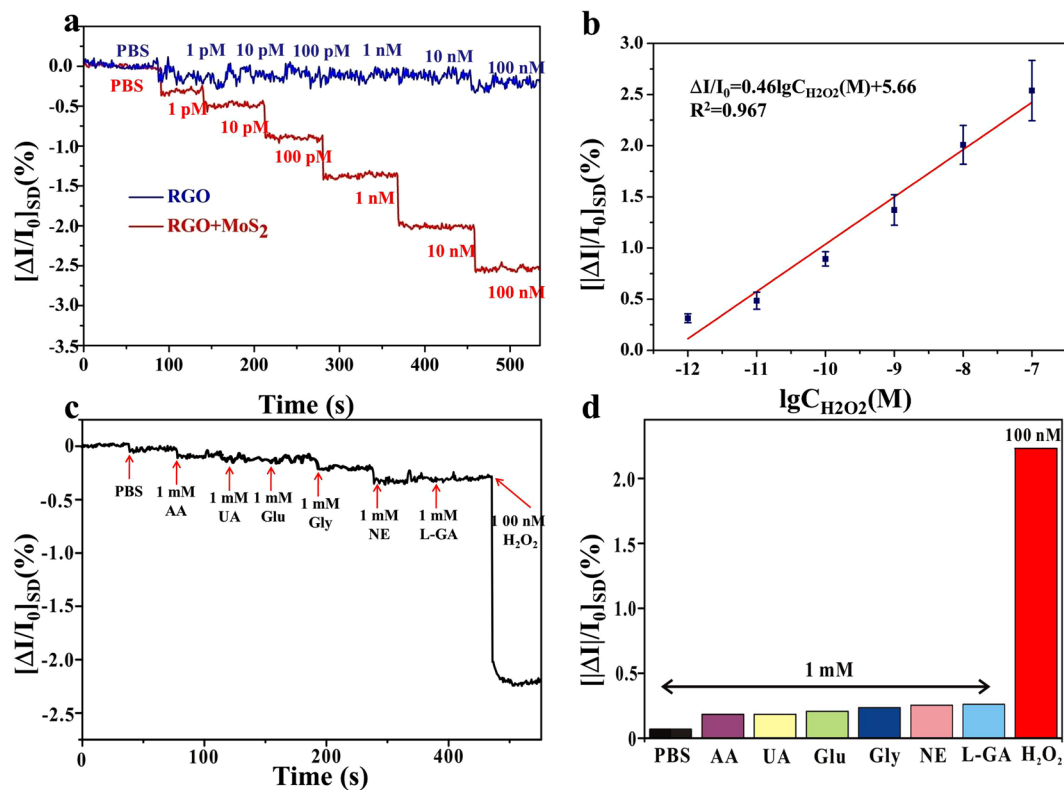 a
PBS 1 pM 10 pM 100 pM 1 nM 10 nM 100 nM
PBS
1 pM
10 pM
100 pM
1 nM
10 nM
100 nM
RGO
RGO+MoS₂
0.0
-0.5
-1.0
-1.5
-2.0
-2.5
-3.0
-3.5
[ΔI/I₀]SD(%)
0 100 200 300 400 500
Time (s)
b
ΔI/I₀=0.46lgC_H2O2(M)+5.66
R²=0.967
3.0
2.5
2.0
1.5
1.0
0.5
0.0
[|ΔI|/I₀]SD(%)
-12 -11 -10 -9 -8 -7
lgC_H2O2(M)
c
0
-0.5
-1.0
-1.5
-2.0
-2.5
[ΔI/I₀]SD(%)
PBS
1 mM
AA
1 mM
UA
1 mM
Glu
1 mM
Gly
1 mM
NE
1 mM
L-GA
1 00 nM
H₂O₂
0 100 200 400
Time (s)
d
100 nM
1 mM
2.0
2.0
0.5
0
[|ΔI|/I₀]SD(%)
PBS AA UA Glu Gly NE L-GA H₂O₂